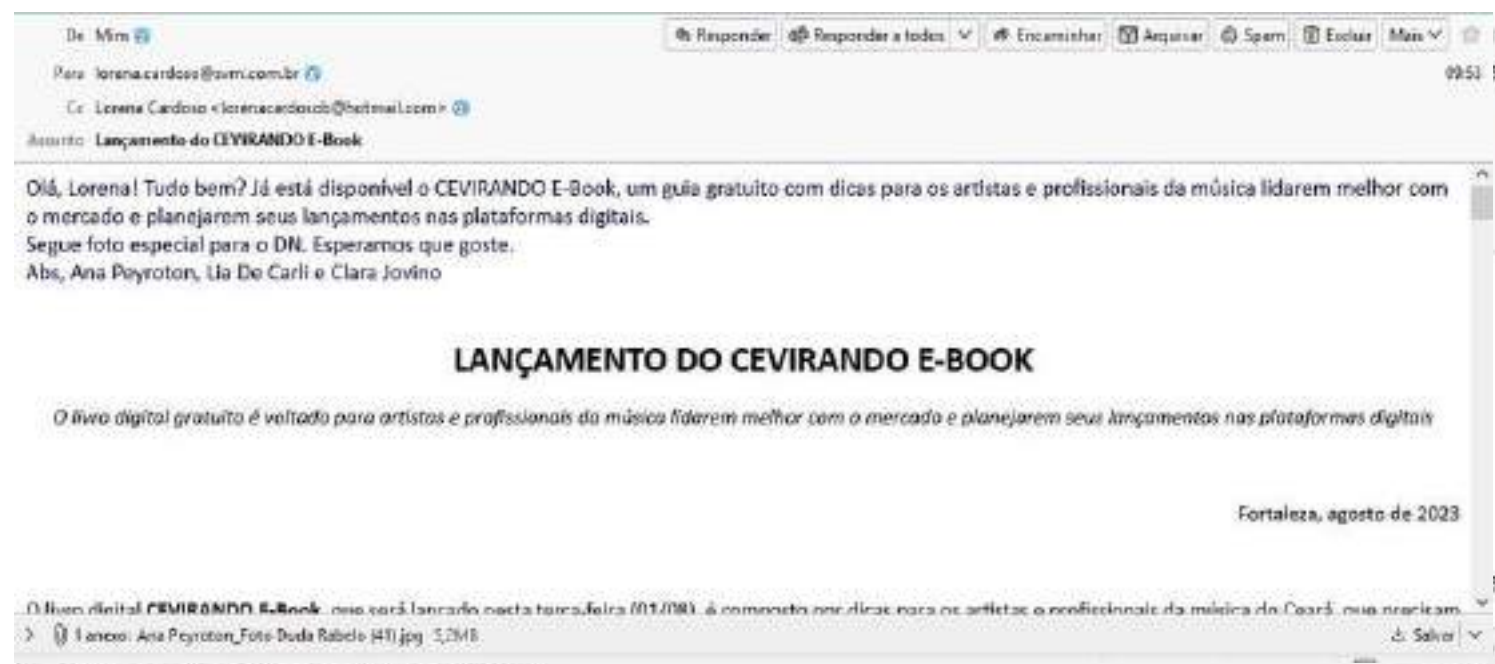 De Mim
Responder Responder a todos Encaminhar Arquivar Spam Excluir Mais
Para lorena.cardoso@svm.com.br
09:53
Cc Lorena Cardoso <lorenacardosob@hotmail.com>
Assunto Lançamento do CEVIRANDO E-Book
Olá, Lorena! Tudo bem? Já está disponível o CEVIRANDO E-Book, um guia gratuito com dicas para os artistas e profissionais da música lidarem melhor com
o mercado e planejarem seus lançamentos nas plataformas digitais.
Segue foto especial para o DN. Esperamos que goste.
Abs, Ana Peyroton, Lia De Carli e Clara Jovino
LANÇAMENTO DO CEVIRANDO E-BOOK
O livro digital gratuito é voltado para artistas e profissionais da música lidarem melhor com o mercado e planejarem seus lançamentos nas plataformas digitais
Fortaleza, agosto de 2023
O livro digital CEVIRANDO E-Book, que será lançado nesta terça-feira (01/08), é composto por dicas para os artistas e profissionais da música do Ceará, que precisam
1 anexo: Ana Peyroton_Foto Duda Rabelo (41).jpg 5,2MB
Salvar